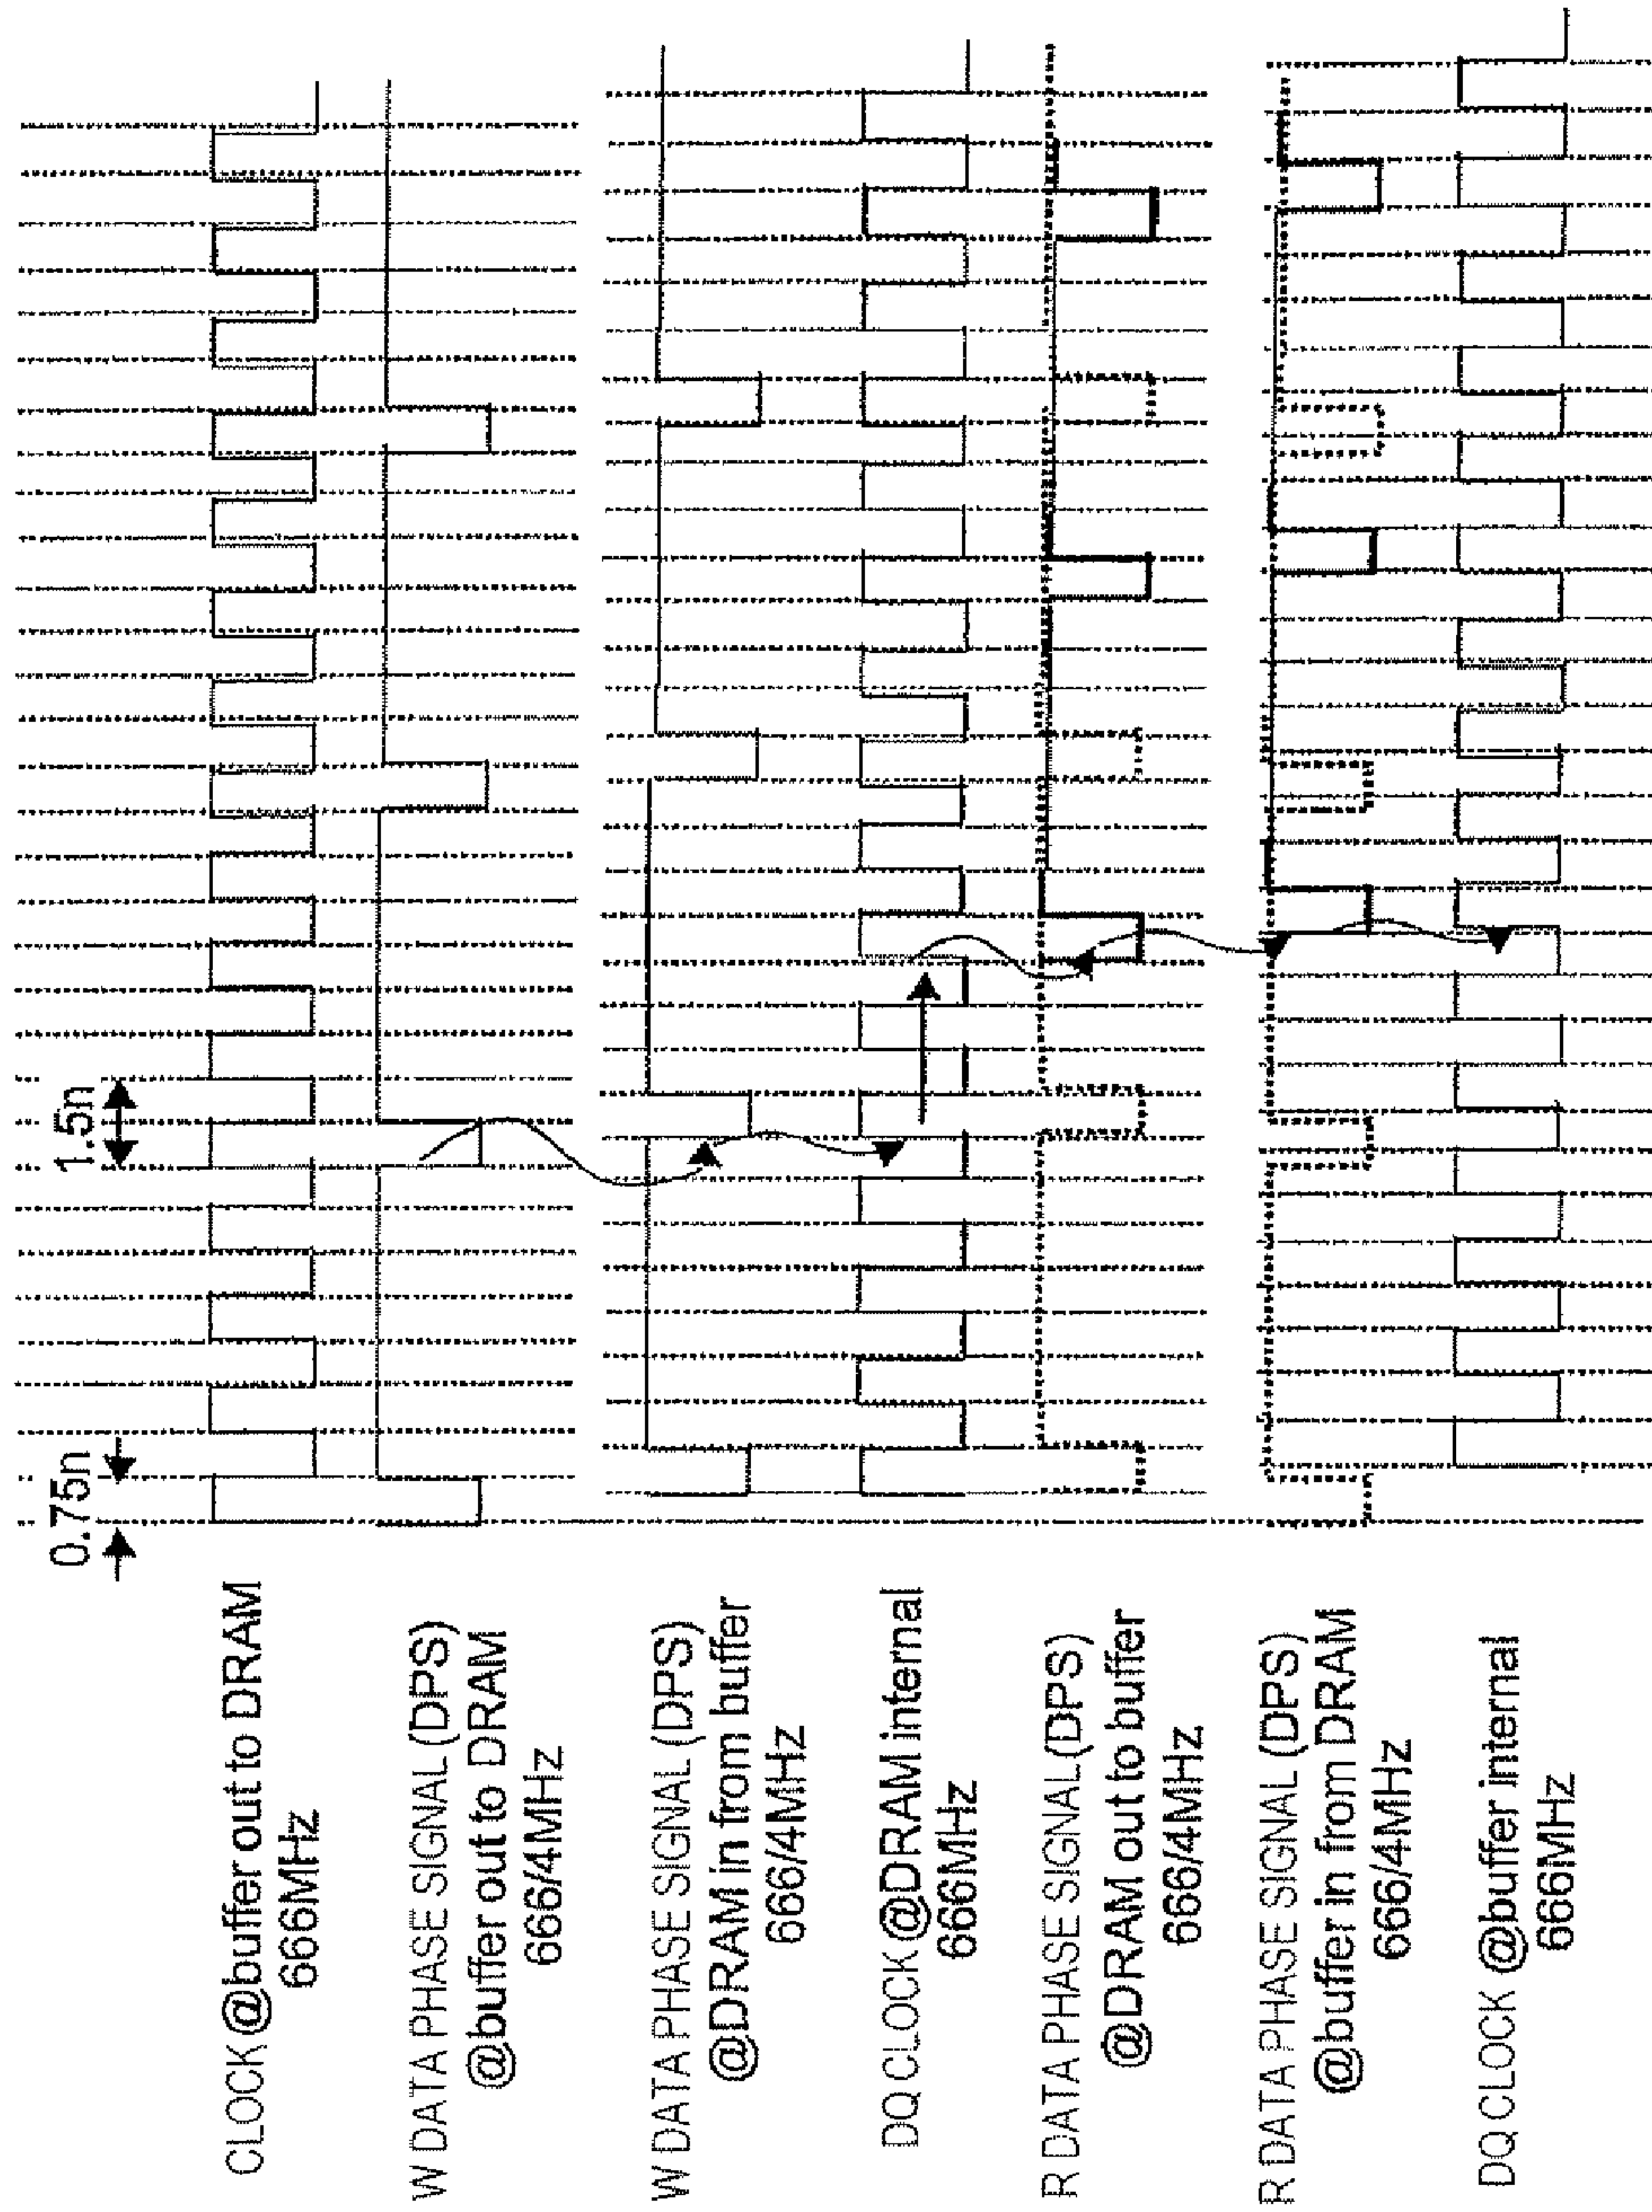 0.75n
1.5n
CLOCK @buffer out to DRAM
666MHz
W DATA PHASE SIGNAL (DPS)
@buffer out to DRAM
666/4MHz
W DATA PHASE SIGNAL (DPS)
@DRAM in from buffer
666/4MHz
DQ CLOCK @DRAM internal
666MHz
R DATA PHASE SIGNAL (DPS)
@DRAM out to buffer
666/4MHz
R DATA PHASE SIGNAL (DPS)
@buffer in from DRAM
666/4MHz
DQ CLOCK @buffer internal
666MHz